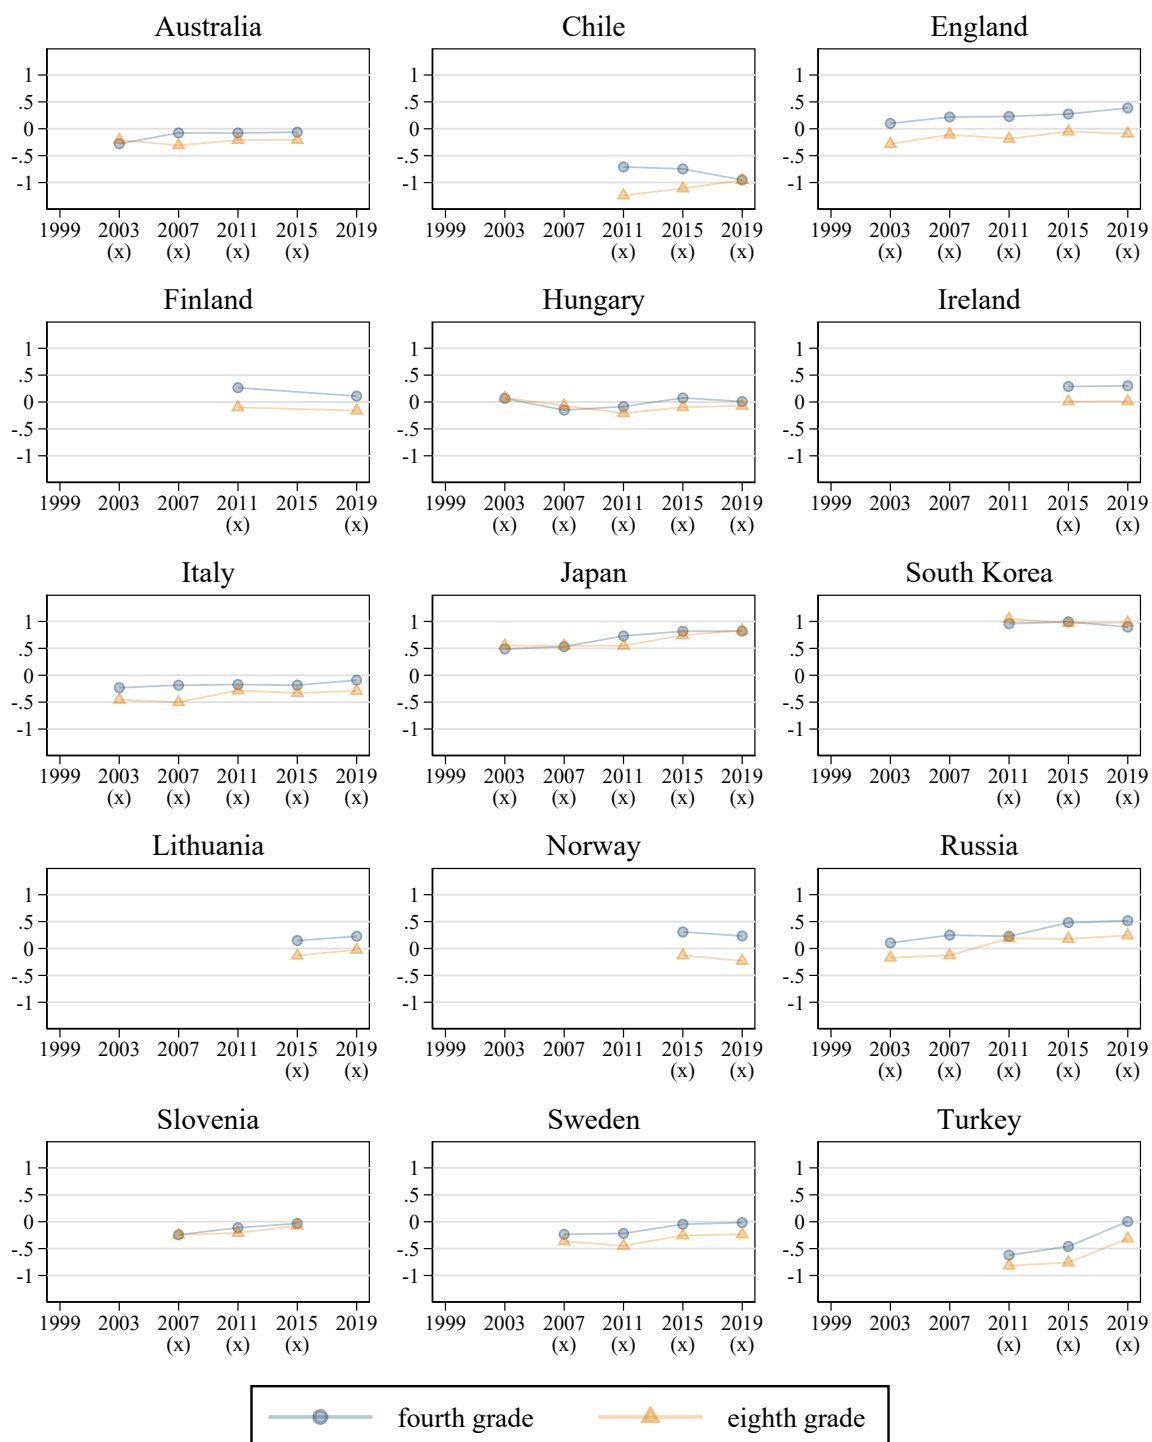 Australia Chile England
1 1 1
.5 .5 .5
0 0 0
-.5 -.5 -.5
-1 -1 -1
1999 2003 2007 2011 2015 2019 1999 2003 2007 2011 2015 2019 1999 2003 2007 2011 2015 2019
(x) (x) (x) (x) (x) (x) (x) (x) (x) (x) (x) (x)
Finland Hungary Ireland
1 1 1
.5 .5 .5
0 0 0
-.5 -.5 -.5
-1 -1 -1
1999 2003 2007 2011 2015 2019 1999 2003 2007 2011 2015 2019 1999 2003 2007 2011 2015 2019
(x) (x) (x) (x) (x) (x) (x) (x) (x)
Italy Japan South Korea
1 1 1
.5 .5 .5
0 0 0
-.5 -.5 -.5
-1 -1 -1
1999 2003 2007 2011 2015 2019 1999 2003 2007 2011 2015 2019 1999 2003 2007 2011 2015 2019
(x) (x) (x) (x) (x) (x) (x) (x) (x) (x) (x) (x) (x)
Lithuania Norway Russia
1 1 1
.5 .5 .5
0 0 0
-.5 -.5 -.5
-1 -1 -1
1999 2003 2007 2011 2015 2019 1999 2003 2007 2011 2015 2019 1999 2003 2007 2011 2015 2019
(x) (x) (x) (x) (x) (x) (x) (x) (x)
Slovenia Sweden Turkey
1 1 1
.5 .5 .5
0 0 0
-.5 -.5 -.5
-1 -1 -1
1999 2003 2007 2011 2015 2019 1999 2003 2007 2011 2015 2019 1999 2003 2007 2011 2015 2019
(x) (x) (x) (x) (x) (x) (x) (x) (x) (x)
fourth grade eighth grade